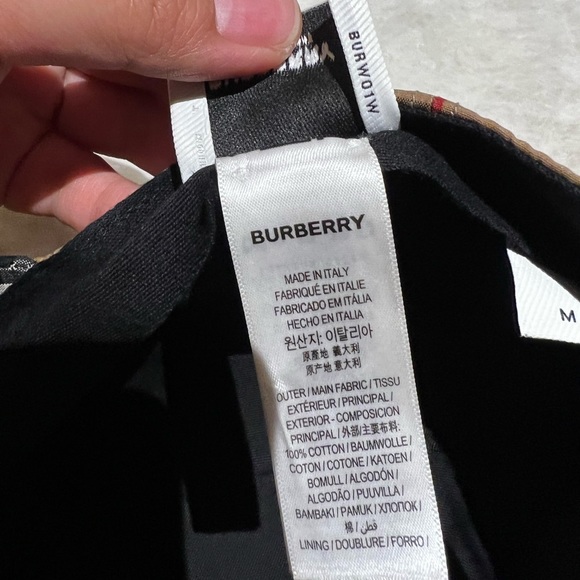 BURW01W
BURBERRY
MADE IN ITALY
FABRIQUÉ EN ITALIE
FABRICADO EM ITÁLIA
HECHO EN ITALIA
원산지: 이탈리아
原產地 義大利
原产地 意大利
OUTER / MAIN FABRIC / TISSU
EXTÉRIEUR / PRINCIPAL /
EXTERIOR - COMPOSICION
PRINCIPAL / 外部/主要布料:
100% COTTON / BAUMWOLLE /
COTON / COTONE / KATOEN /
BOMULL / ALGODÓN /
ALGODÃO / PUUVILLA /
BAMBAKI / PAMUK / ХЛОПОК /
棉 / قطن /
LINING / DOUBLURE / FORRO /
M